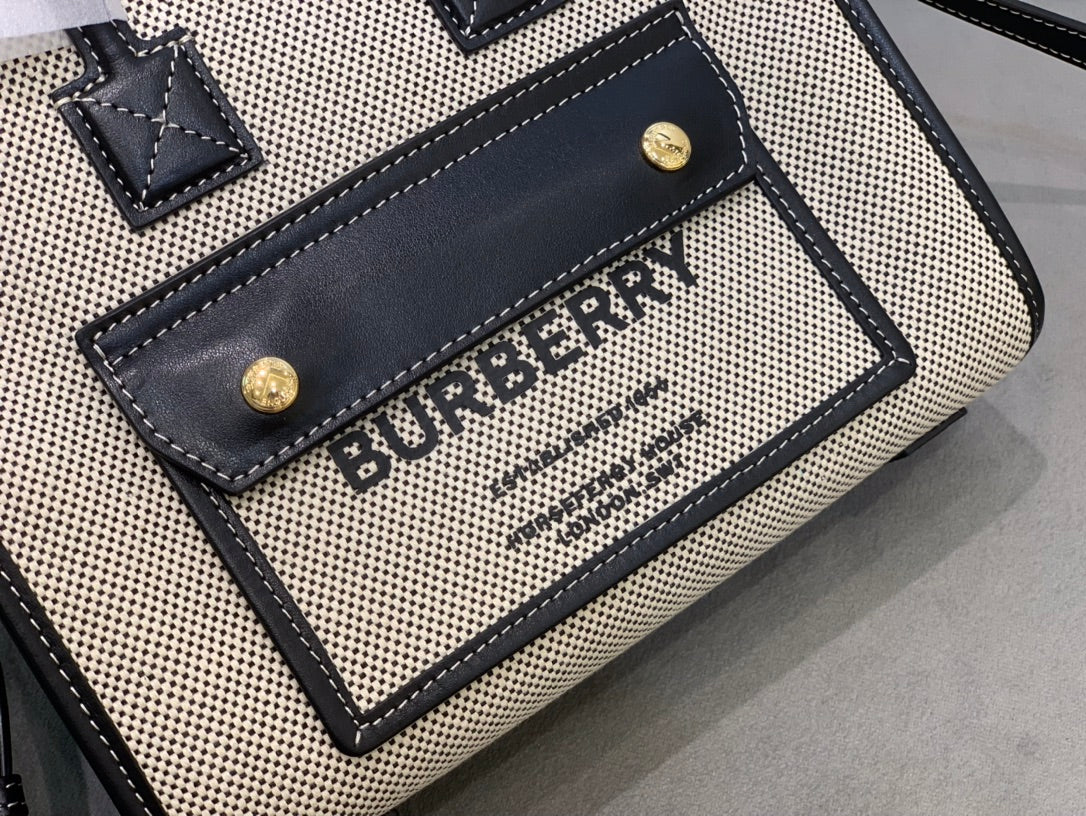 BURBERRY
ESTABLISHED 1856
HORSEFERRY HOUSE
LONDON.SW1